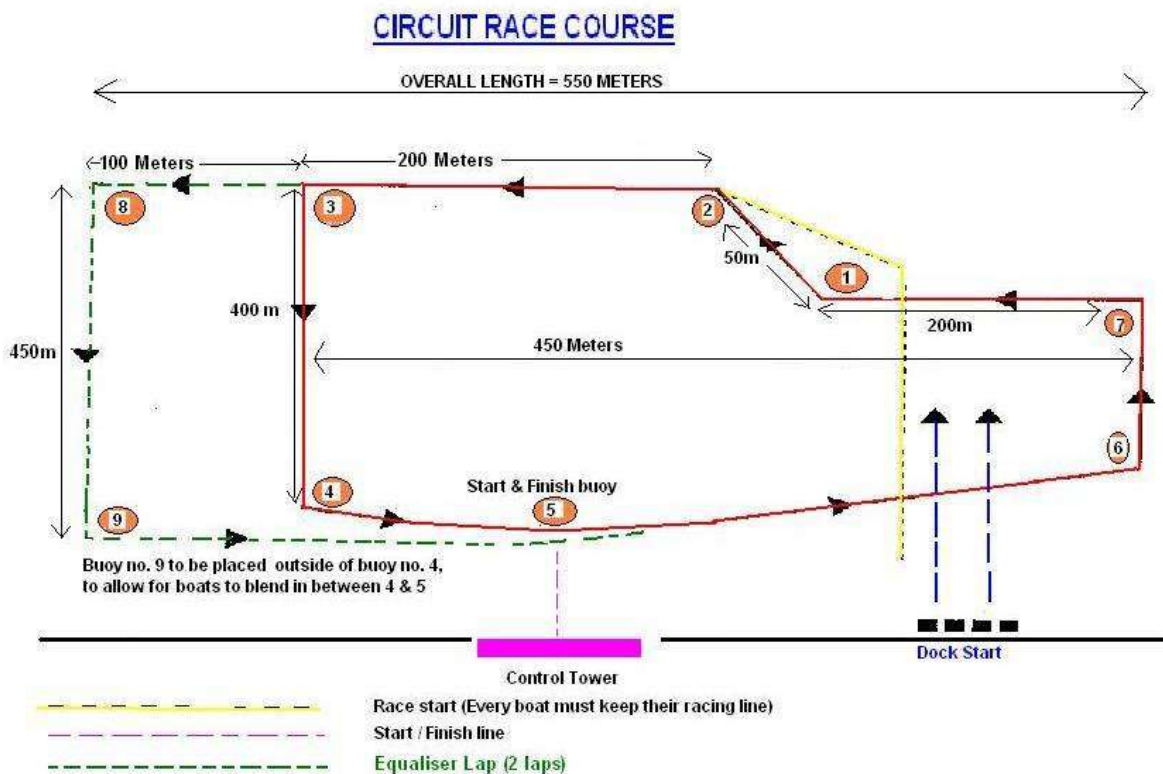 CIRCUIT RACE COURSE
OVERALL LENGTH = 550 METERS
100 Meters
200 Meters
8
3
2
50m
1
400 m
450m
200m
7
450 Meters
6
4
Start & Finish buoy
9
5
Buoy no. 9 to be placed outside of buoy no. 4,
to allow for boats to blend in between 4 & 5
Dock Start
Control Tower
Race start (Every boat must keep their racing line)
Start / Finish line
Equaliser Lap (2 laps)